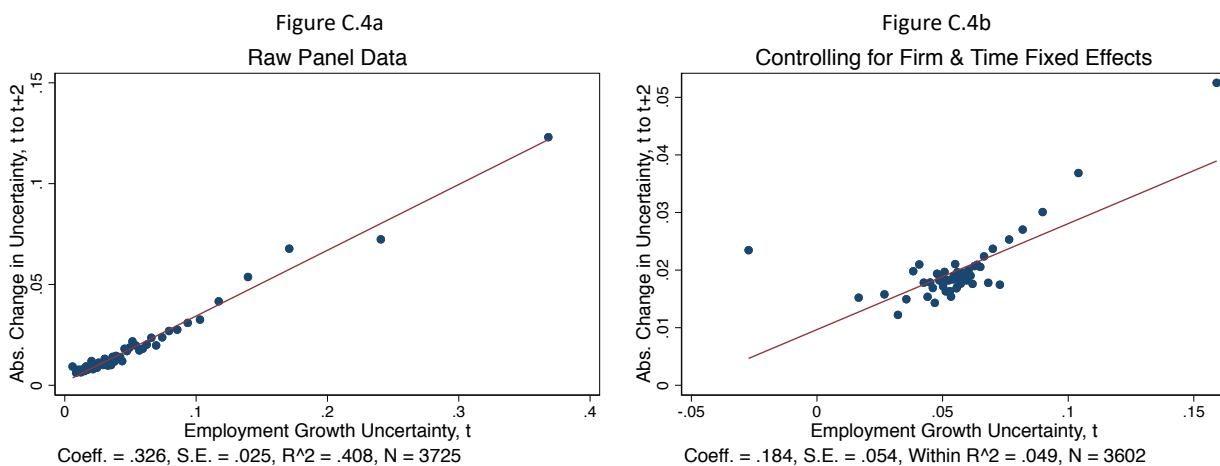 Figure C.4a
Raw Panel Data
Abs. Change in Uncertainty, t to t+2
.15
.1
.05
0
0 .1 .2 .3 .4
Employment Growth Uncertainty, t
Coeff. = .326, S.E. = .025, R^2 = .408, N = 3725
Figure C.4b
Controlling for Firm & Time Fixed Effects
Abs. Change in Uncertainty, t to t+2
.05
.04
.03
.02
.01
0
-.05 0 .05 .1 .15
Employment Growth Uncertainty, t
Coeff. = .184, S.E. = .054, Within R^2 = .049, N = 3602